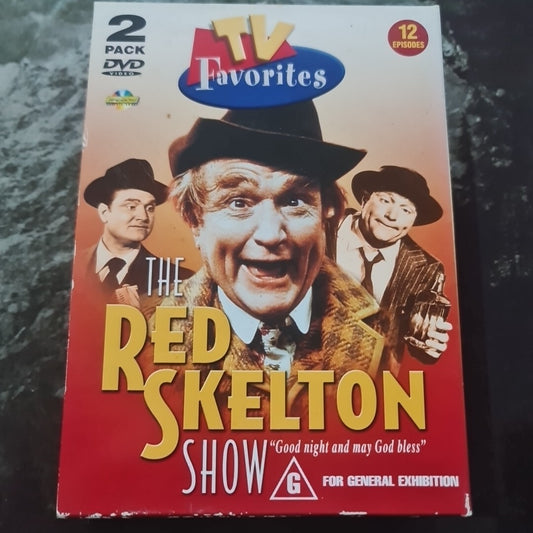 2
PACK
DVD
VIDEO
TV
Favorites
12
EPISODES
THE
RED
SKELTON
SHOW
"Good night and may God bless"
G
FOR GENERAL EXHIBITION